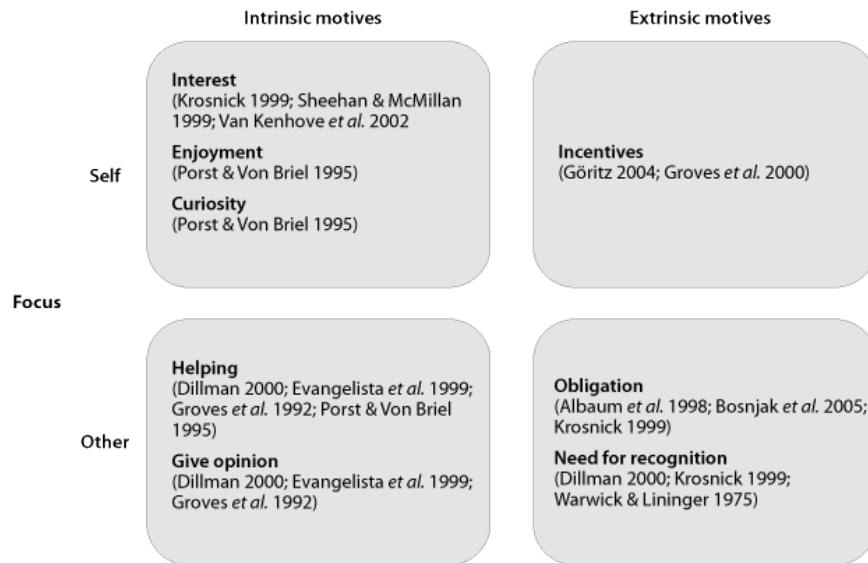 Intrinsic motives
Extrinsic motives
Self
Interest
(Krosnick 1999; Sheehan & McMillan
1999; Van Kenhove et al. 2002
Enjoyment
(Porst & Von Briel 1995)
Curiosity
(Porst & Von Briel 1995)
Incentives
(Göritz 2004; Groves et al. 2000)
Focus
Other
Helping
(Dillman 2000; Evangelista et al. 1999;
Groves et al. 1992; Porst & Von Briel
1995)
Give opinion
(Dillman 2000; Evangelista et al. 1999;
Groves et al. 1992)
Obligation
(Albaum et al. 1998; Bosnjak et al. 2005;
Krosnick 1999)
Need for recognition
(Dillman 2000; Krosnick 1999;
Warwick & Lininger 1975)